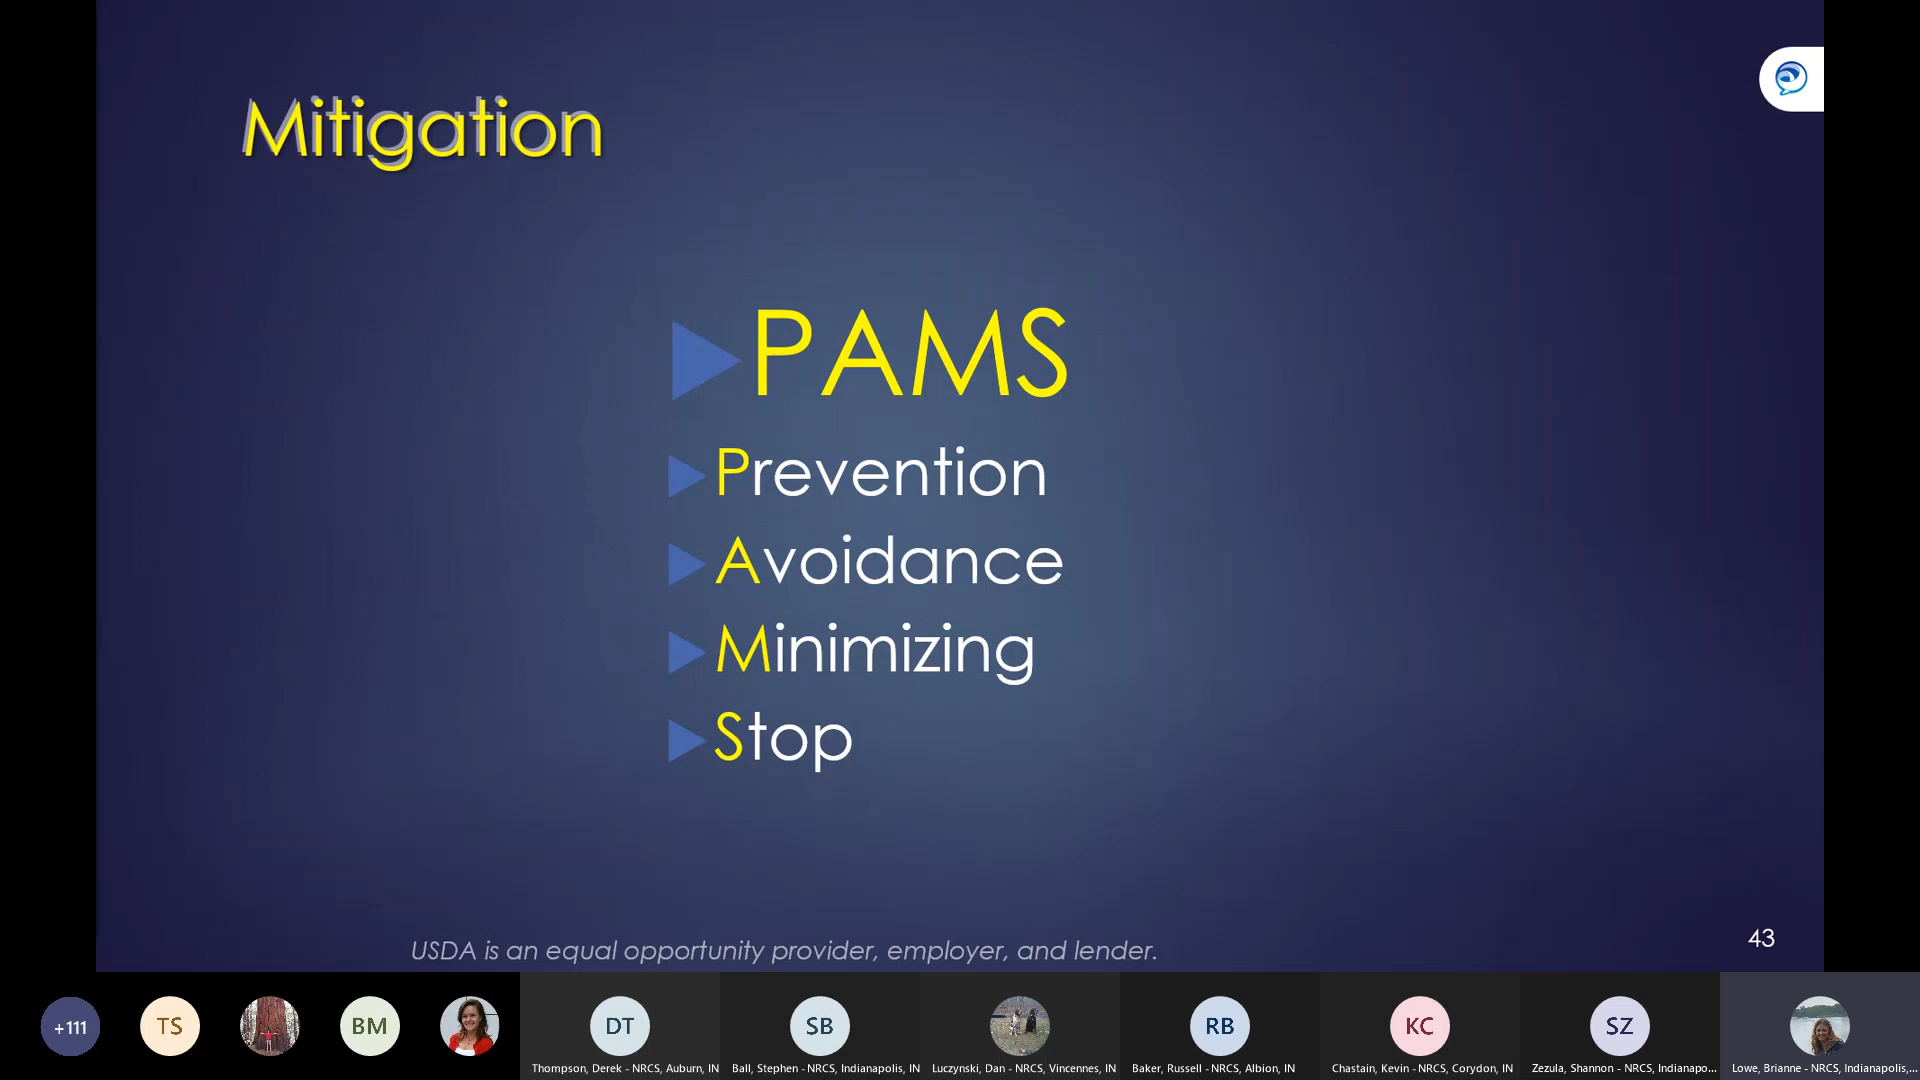 Mitigation
PAMS
Prevention
Avoidance
Minimizing
Stop
43
USDA is an equal opportunity provider, employer, and lender.
+111
TS
BM
DT
SB
RB
KC
SZ
Thompson, Derek - NRCS, Auburn, IN
Ball, Stephen - NRCS, Indianapolis, IN
Luczynski, Dan - NRCS, Vincennes, IN
Baker, Russell - NRCS, Albion, IN
Chastain, Kevin - NRCS, Corydon, IN
Zezula, Shannon - NRCS, Indianapo...
Lowe, Brianne - NRCS, Indianapolis,...